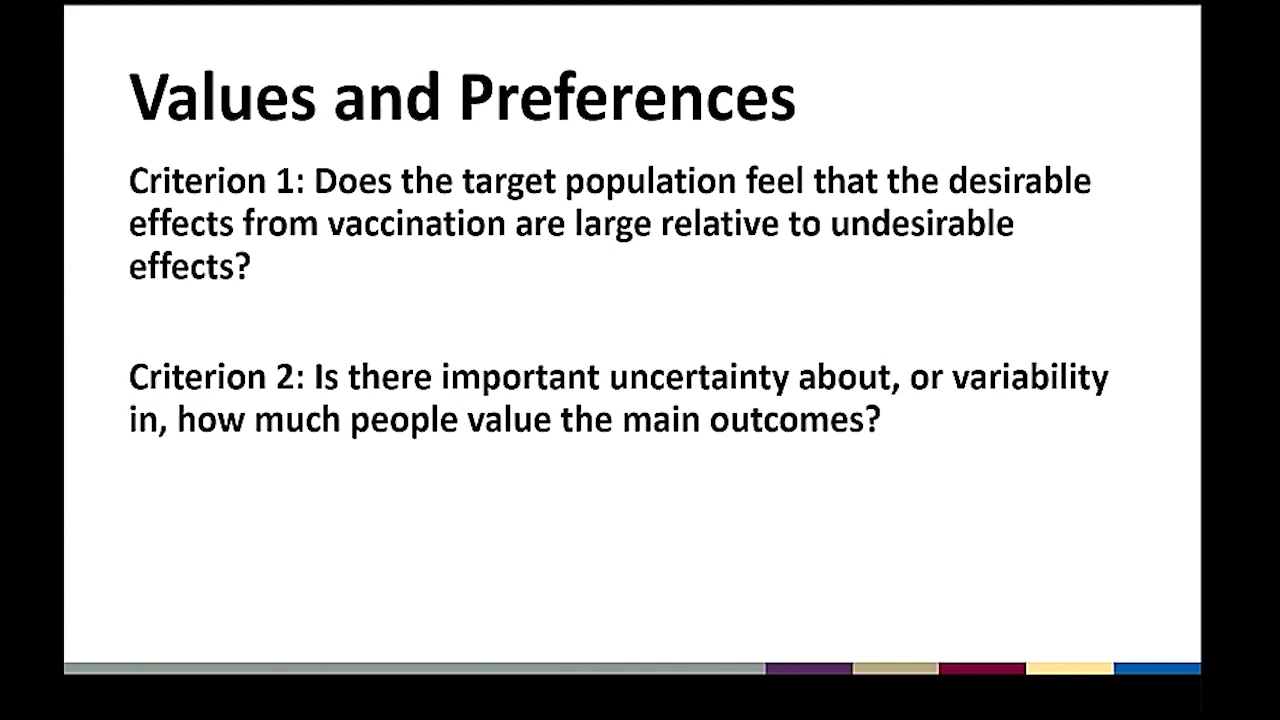 Values and Preferences
Criterion 1: Does the target population feel that the desirable
effects from vaccination are large relative to undesirable
effects?
Criterion 2: Is there important uncertainty about, or variability
in, how much people value the main outcomes?